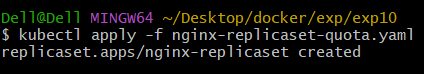 Dell@Dell MINGW64 ~/Desktop/docker/exp/exp10
$ kubectl apply -f nginx-replicaset-quota.yaml
replicaset.apps/nginx-replicaset created